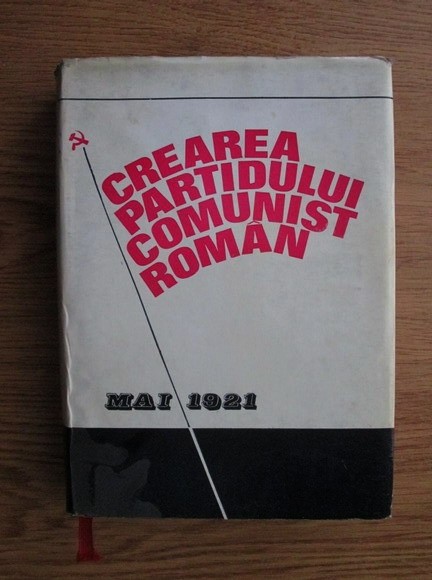 CREAREA
PARTIDULUI
COMUNIST
ROMÂN
MAI 1921